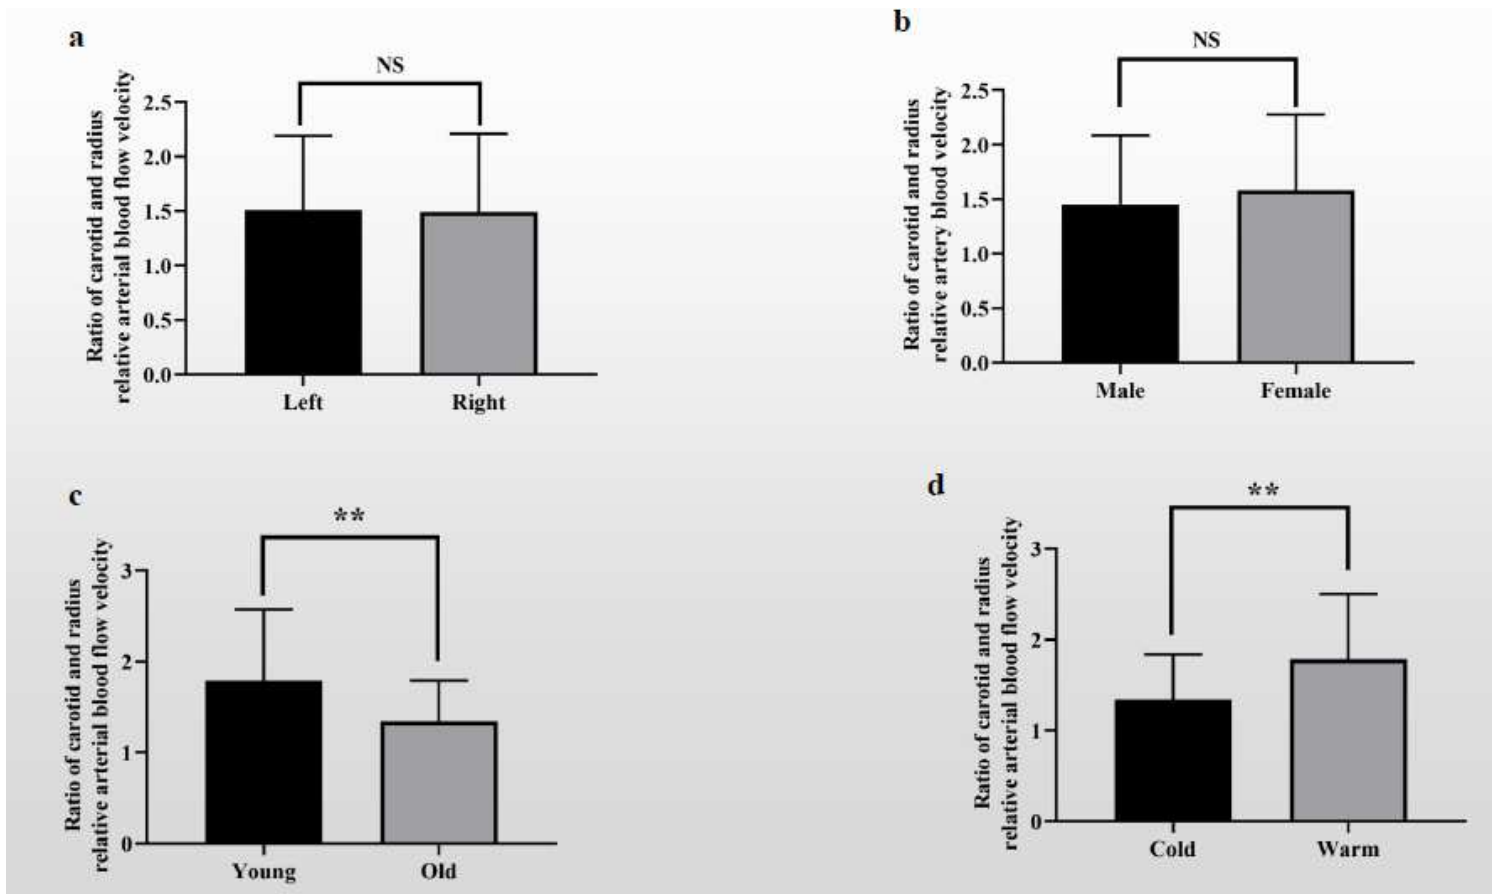 a
NS
Ratio of carotid and radius
relative arterial blood flow velocity
2.5
2.0
1.5
1.0
0.5
0.0
Left
Right
b
NS
Ratio of carotid and radius
relative artery blood velocity
2.5
2.0
1.5
1.0
0.5
0.0
Male
Female
c
**
Ratio of carotid and radius
relative arterial blood flow velocity
3
2
1
0
Young
Old
d
**
Ratio of carotid and radius
relative arterial blood flow velocity
3
2
1
0
Cold
Warm